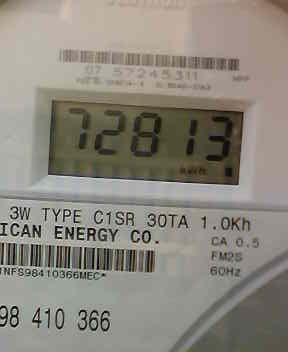 07 57245311
72813
3W TYPE C1SR 30TA 1.0Kh
ICAN ENERGY CO.
CA 0.5
FM2S
60Hz
1NFS98410366MEC*
98 410 366